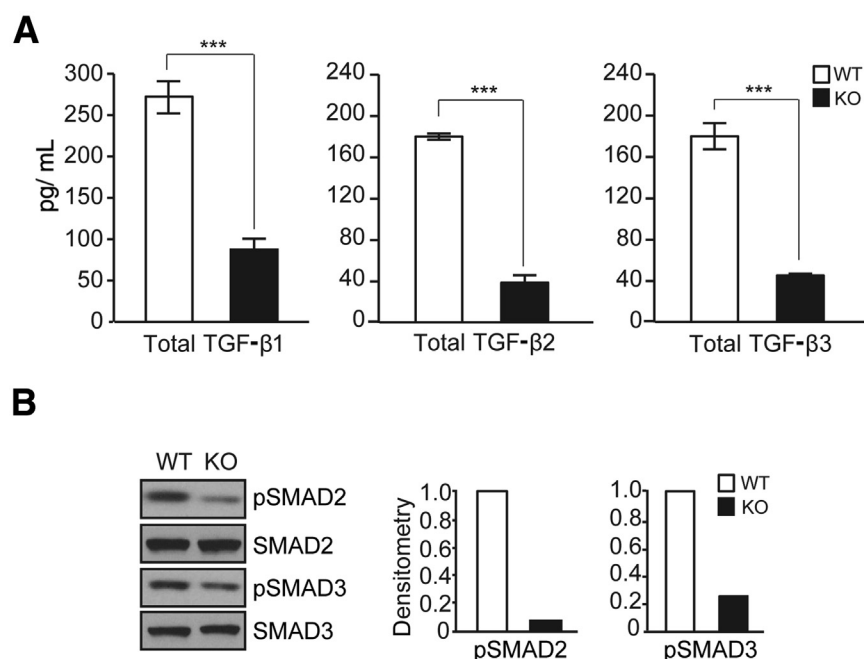 A
pg/ mL
300
250
200
150
100
50
0
***
Total TGF-β1
240
200
160
120
80
40
0
***
Total TGF-β2
240
200
160
120
80
40
0
***
Total TGF-β3
WT
KO
B
WT KO
pSMAD2
SMAD2
pSMAD3
SMAD3
Densitometry
1.0
0.8
0.6
0.4
0.2
0
pSMAD2
1.0
0.8
0.6
0.4
0.2
0
pSMAD3
WT
KO